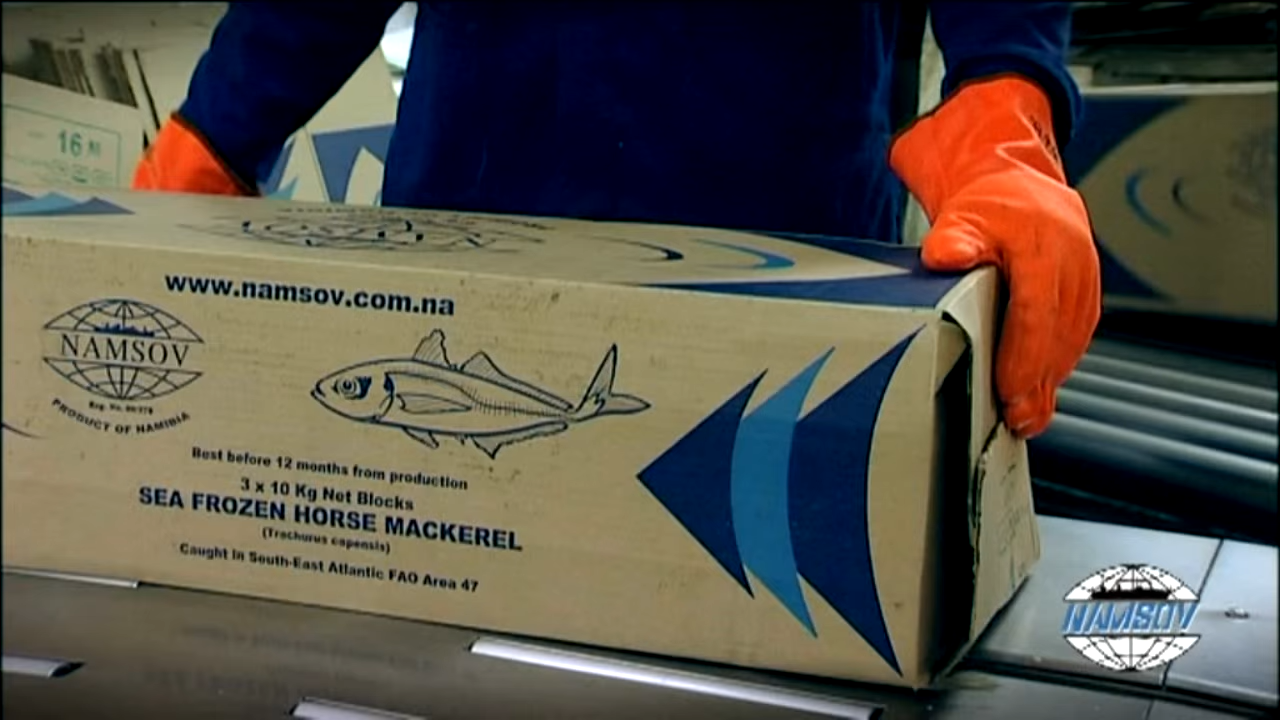 16
www.namsov.com.na
NAMSOV
PRODUCT OF NAMIBIA
Best before 12 months from production
3 x 10 Kg Net Blocks
SEA FROZEN HORSE MACKEREL
(Trachurus capensis)
Caught In South-East Atlantic FAO Area 47
NAMSOV